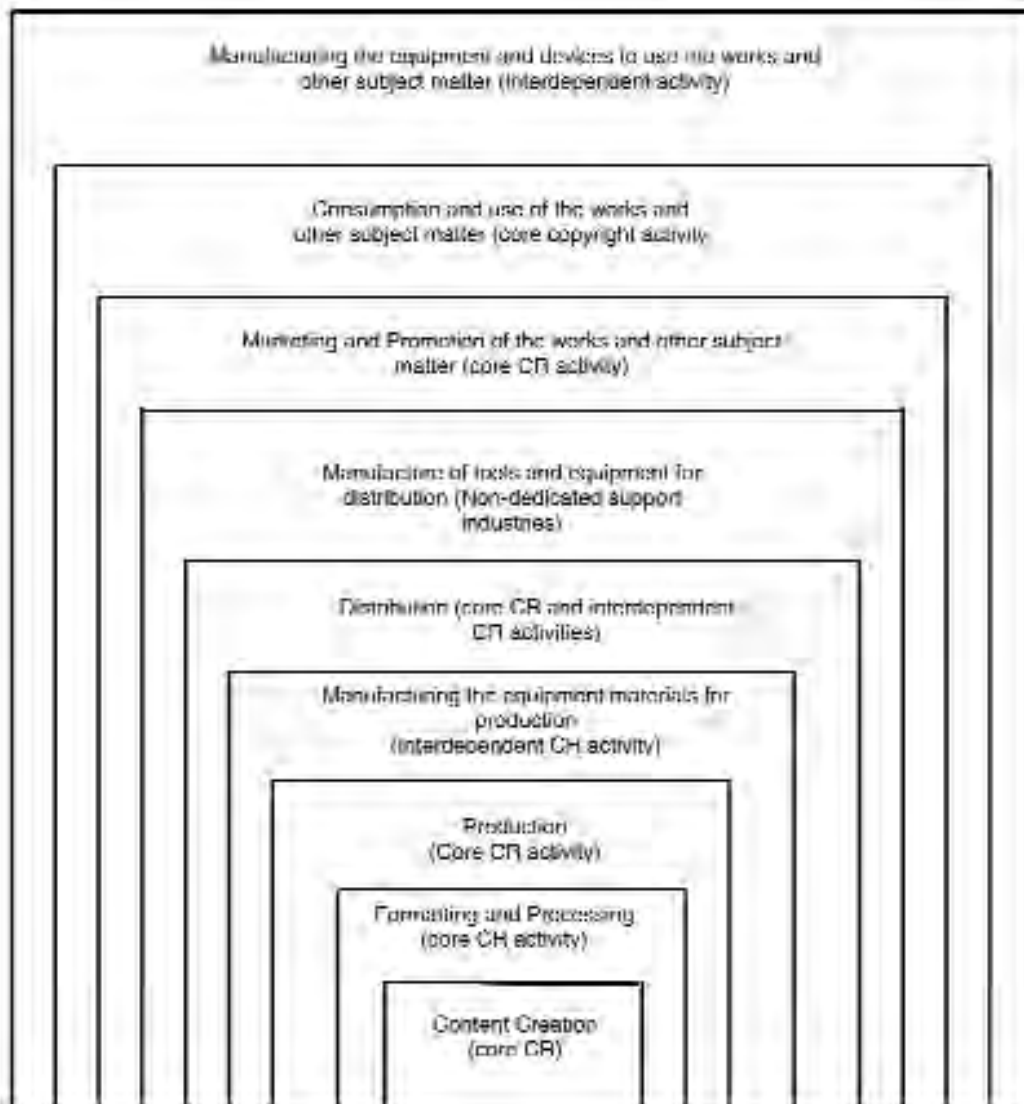 Manufacturing the equipment and devices to use the works and
other subject matter (Interdependent activity)
Consumption and use of the works and
other subject matter (core copyright activity
Marketing and Promotion of the works and other subject
matter (core CR activity)
Manufacture of tools and equipment for
distribution (Non-dedicated support
industries)
Distribution (core CR and interdependent
CR activities)
Manufacturing the equipment materials for
production
(Interdependent CR activity)
Production
(Core CR activity)
Formatting and Processing
(core CR activity)
Content Creation
(core CR)